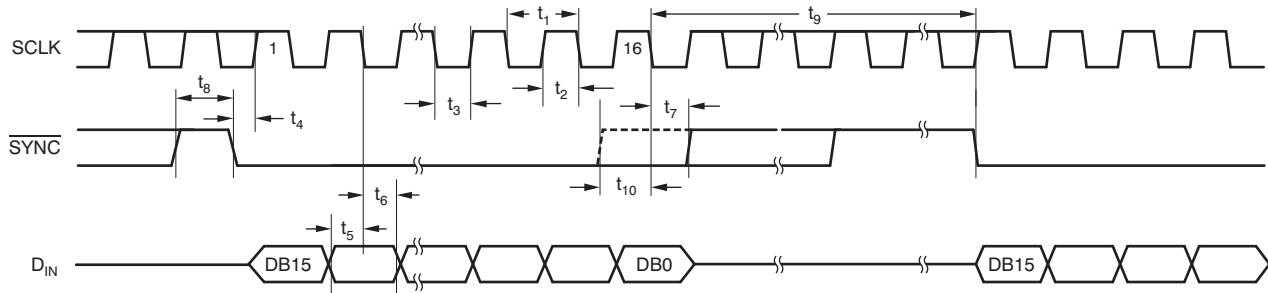 t1 t9
SCLK 1 16
t8 t4 t3 t2 t7
SYNC
t10
t6
t5
DIN DB15 DB0 DB15